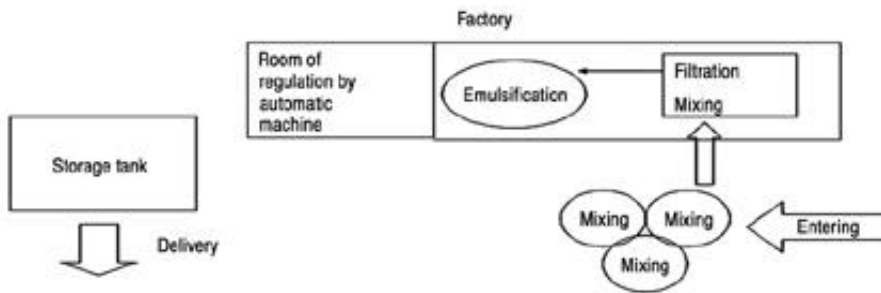 Factory
Room of
regulation by
automatic
machine
Emulsification
Filtration
Mixing
Storage tank
Delivery
Mixing
Mixing
Mixing
Entering